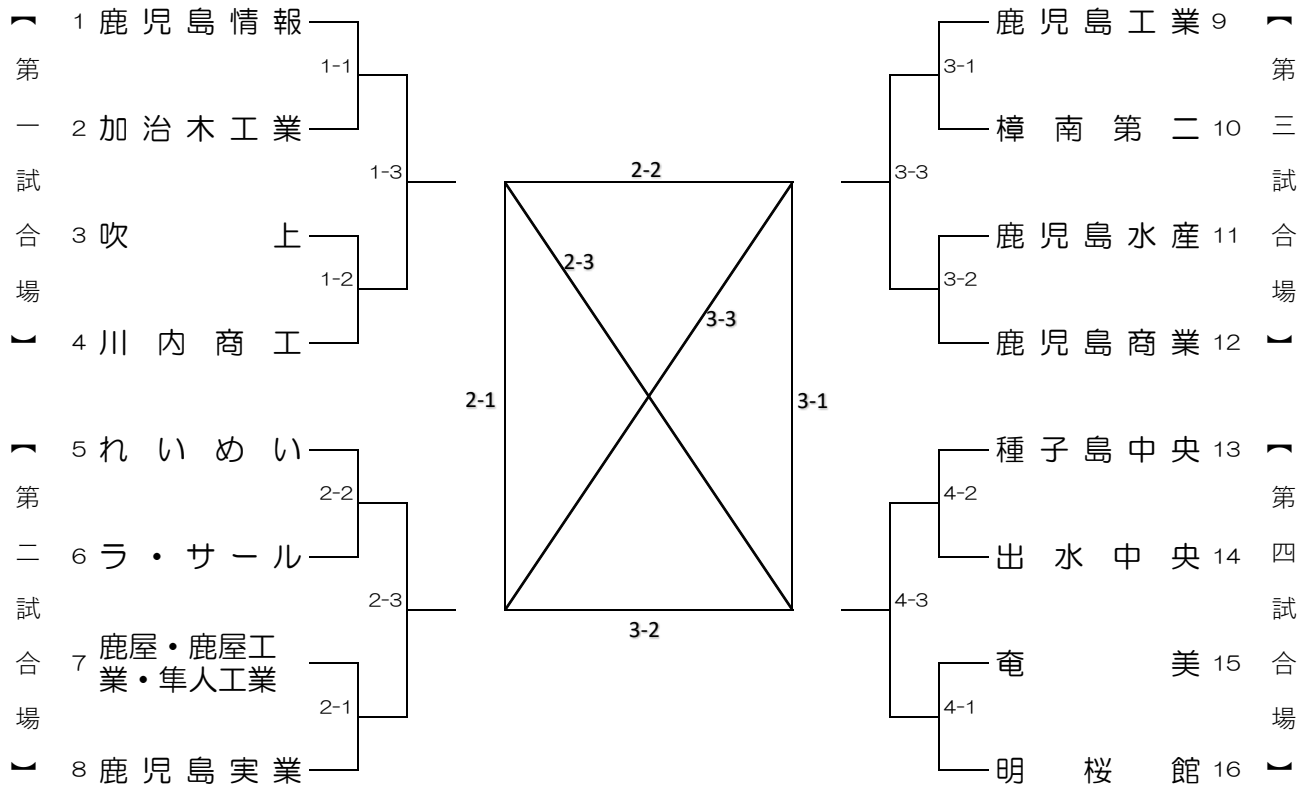 【第一試合場】
1 鹿児島情報
1-1
2 加治木工業
1-3
3 吹上
1-2
4 川内商工
【第二試合場】
5 れいめい
2-2
6 ラ・サール
2-3
7 鹿屋・鹿屋工
業・隼人工業
2-1
8 鹿児島実業
2-2
2-3
3-3
2-1
3-1
3-2
【第三試合場】
鹿児島工業 9
3-1
樟南第二 10
3-3
鹿児島水産 11
3-2
鹿児島商業 12
【第四試合場】
種子島中央 13
4-2
出水中央 14
4-3
奄美 15
4-1
明桜館 16